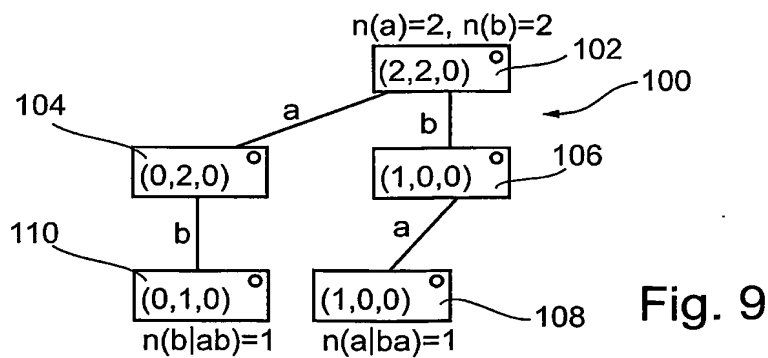 n(a)=2, n(b)=2
(2,2,0)
102
100
104
a
b
106
(0,2,0)
(1,0,0)
110
b
a
(0,1,0)
(1,0,0)
108
n(b|ab)=1
n(a|ba)=1
Fig. 9